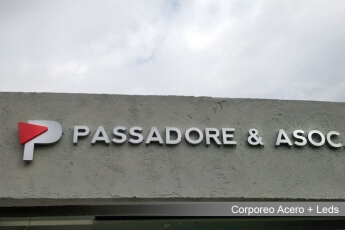 P PASSADORE & ASOC.
Corporeo Acero + Leds